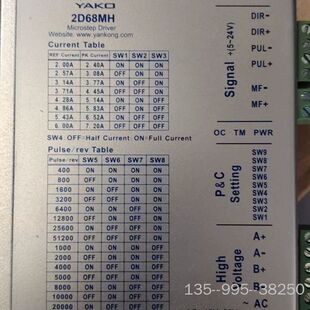 YAKO
2D68MH
Microstep Driver
Website. www.yankong.com
Current Table
REF Current PK Current SW1 SW2 SW3
2.00A 2.40A ON ON ON
2.57A 3.08A OFF ON ON
3.14A 3.77A ON OFF ON
3.71A 4.45A OFF OFF ON
4.28A 5.14A ON ON OFF
4.86A 5.83A OFF ON OFF
5.43A 6.52A ON OFF OFF
6.00A 7.20A OFF OFF OFF
SW4 OFF=Half Current ON=Full Current
Pulse/rev Table
Pulse/rev SW5 SW6 SW7 SW8
400 ON ON ON ON
800 OFF ON ON ON
1600 ON OFF ON ON
3200 OFF OFF ON ON
6400 ON ON OFF ON
12800 OFF ON OFF ON
25600 ON OFF OFF ON
51200 OFF OFF OFF ON
1000 ON ON ON OFF
2000 OFF ON ON OFF
4000 ON OFF ON OFF
5000 OFF OFF ON OFF
8000 ON ON OFF OFF
10000 OFF ON OFF OFF
20000 ON OFF OFF OFF
Signal +(5~24V)
DIR-
DIR+
PUL-
PUL+
MF-
MF+
OC TM PWR
P&C
Setting
SW9
SW8
SW7
SW6
SW5
SW4
SW3
SW2
SW1
High
Voltage
A+
A-
B+
B-
~ AC
135--995-38250